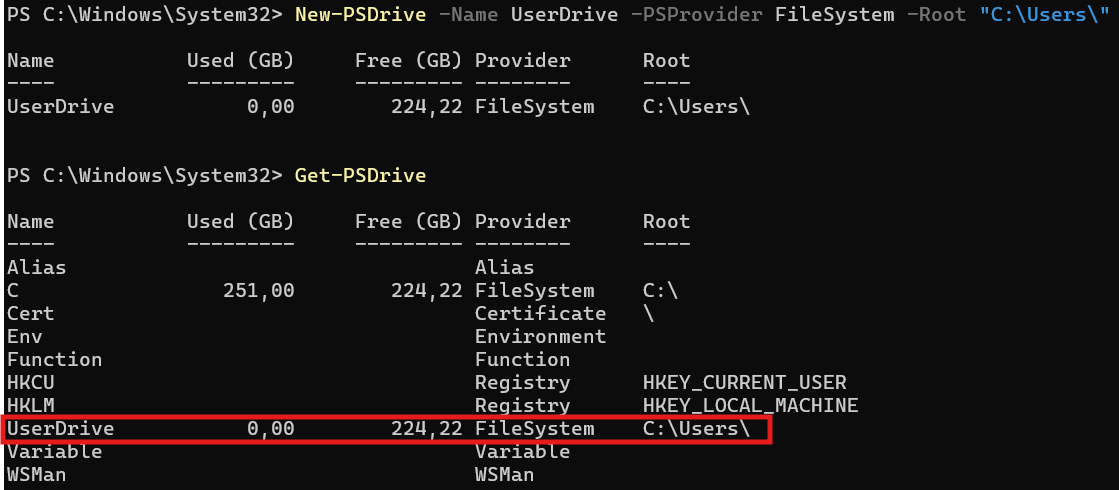 PS C:\Windows\System32> New-PSDrive -Name UserDrive -PSProvider FileSystem -Root "C:\Users\"
Name           Used (GB)     Free (GB) Provider      Root
----           ---------     --------- --------      ----
UserDrive           0,00        224,22 FileSystem    C:\Users\
PS C:\Windows\System32> Get-PSDrive
Name           Used (GB)     Free (GB) Provider      Root
----           ---------     --------- --------      ----
Alias                                  Alias
C                 251,00        224,22 FileSystem    C:\
Cert                                   Certificate   \
Env                                    Environment
Function                               Function
HKCU                                   Registry      HKEY_CURRENT_USER
HKLM                                   Registry      HKEY_LOCAL_MACHINE
UserDrive           0,00        224,22 FileSystem    C:\Users\
Variable                               Variable
WSMan                                  WSMan